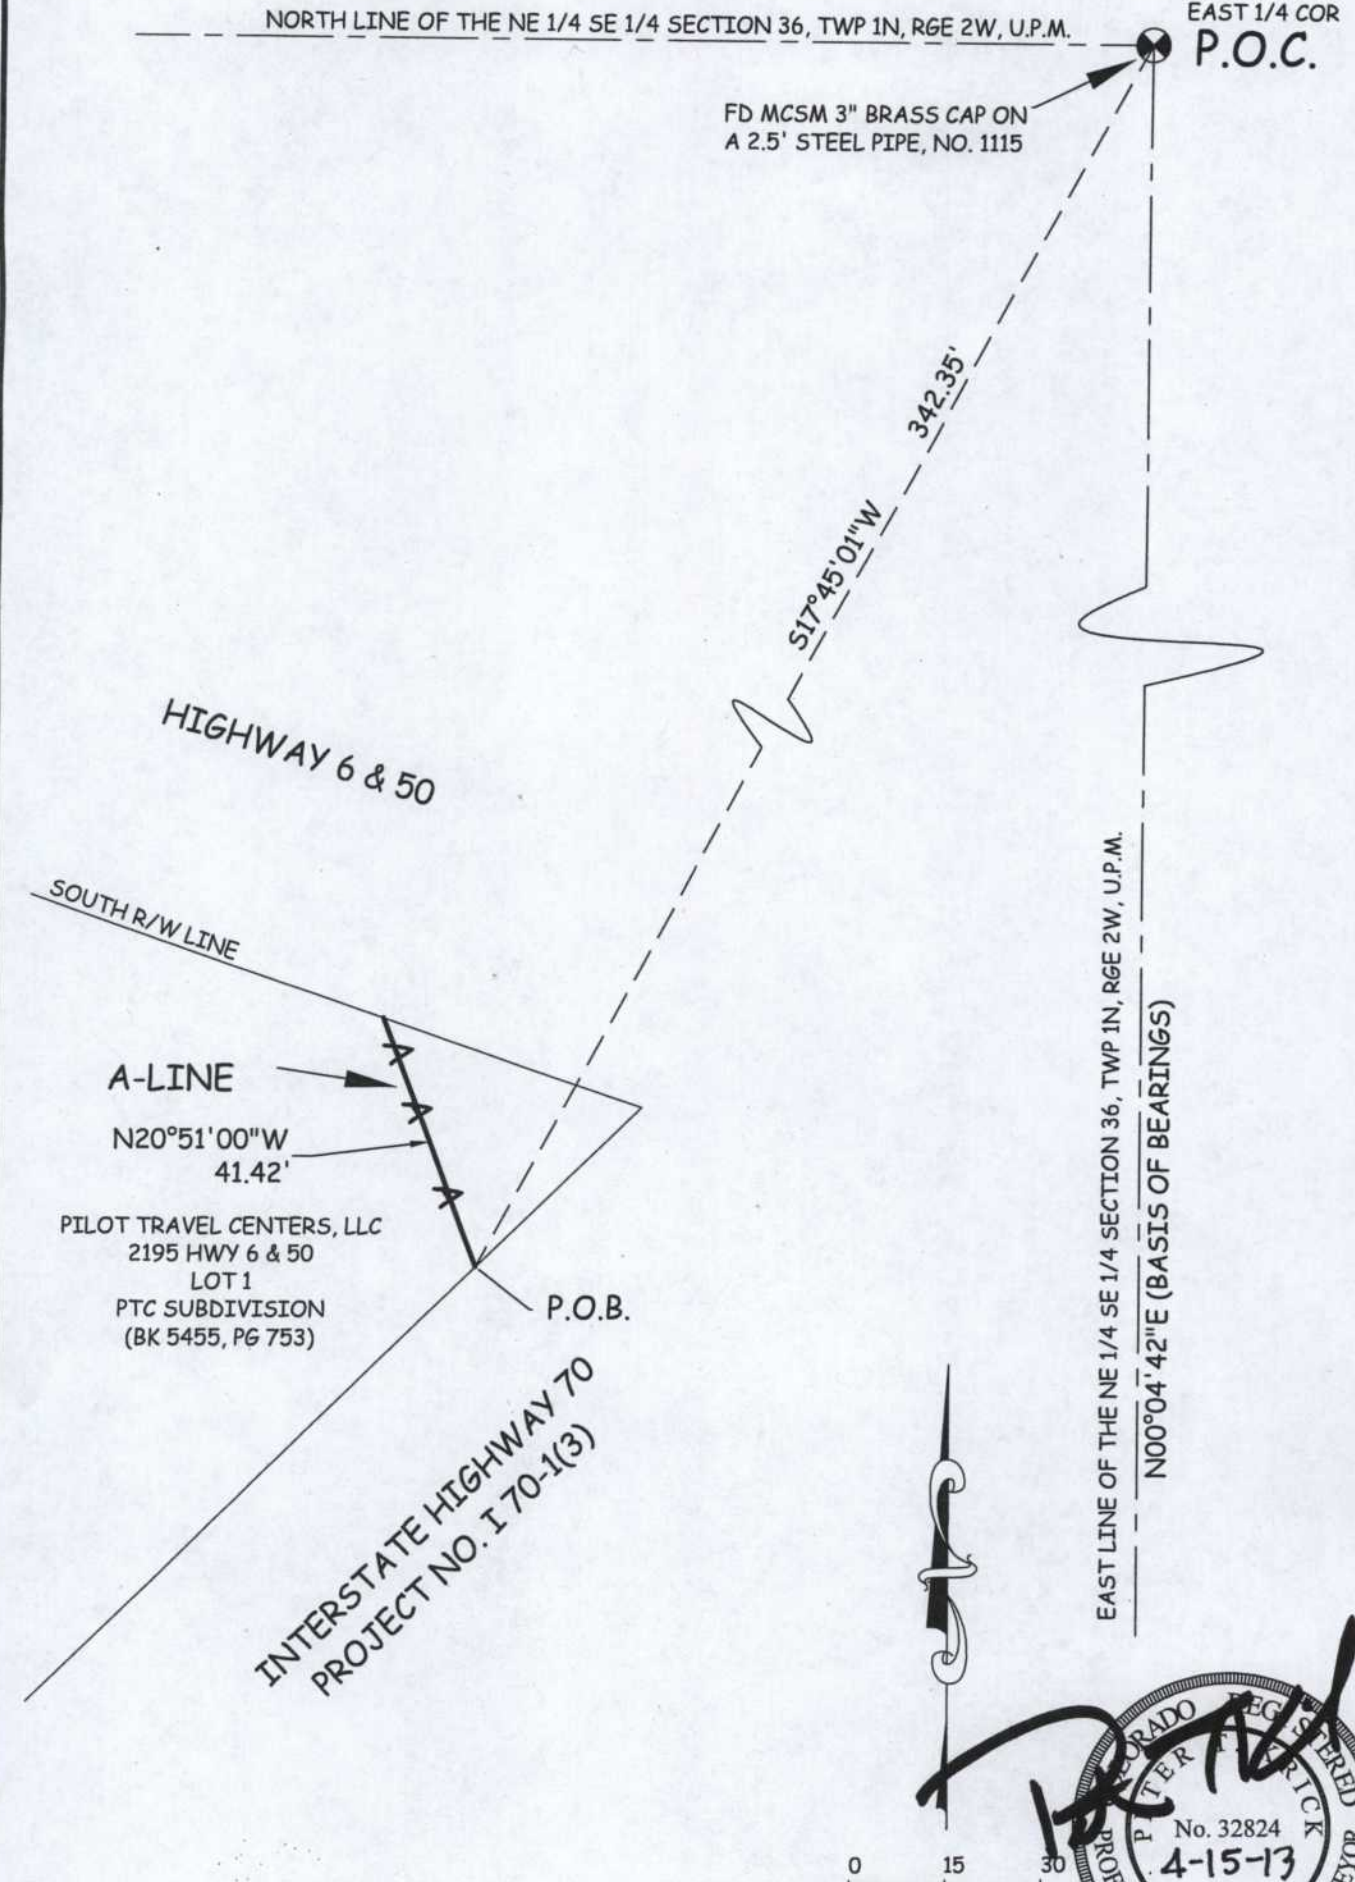 NORTH LINE OF THE NE 1/4 SE 1/4 SECTION 36, TWP 1N, RGE 2W, U.P.M.
EAST 1/4 COR
P.O.C.
FD MCSM 3" BRASS CAP ON
A 2.5' STEEL PIPE, NO. 1115
342.35'
S17°45'01"W
HIGHWAY 6 & 50
SOUTH R/W LINE
A-LINE
N20°51'00"W
41.42'
PILOT TRAVEL CENTERS, LLC
2195 HWY 6 & 50
LOT 1
PTC SUBDIVISION
(BK 5455, PG 753)
P.O.B.
INTERSTATE HIGHWAY 70
PROJECT NO. I 70-1(3)
EAST LINE OF THE NE 1/4 SE 1/4 SECTION 36, TWP 1N, RGE 2W, U.P.M.
N00°04'42"E (BASIS OF BEARINGS)
0 15 30
REGISTERED
No. 32824
4-15-13